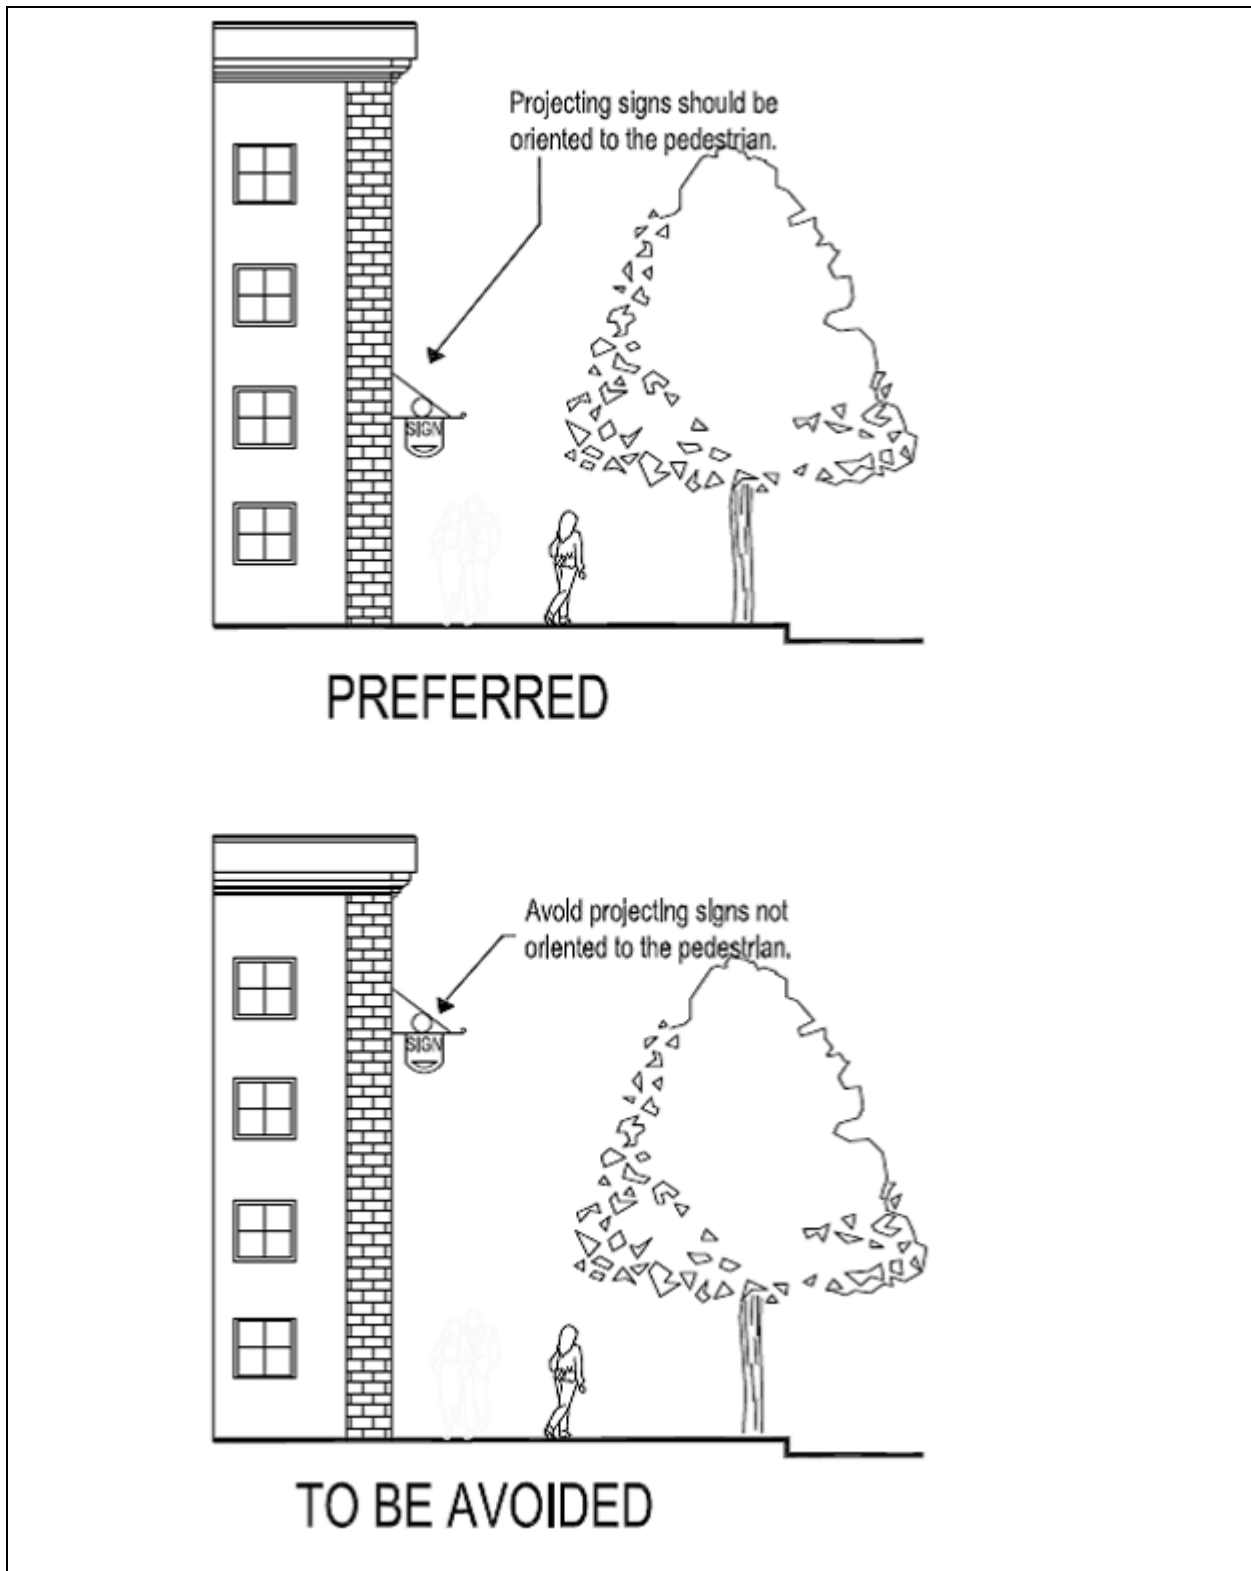 Projecting signs should be
oriented to the pedestrian.
SIGN
PREFERRED
Avoid projecting signs not
oriented to the pedestrian.
SIGN
TO BE AVOIDED